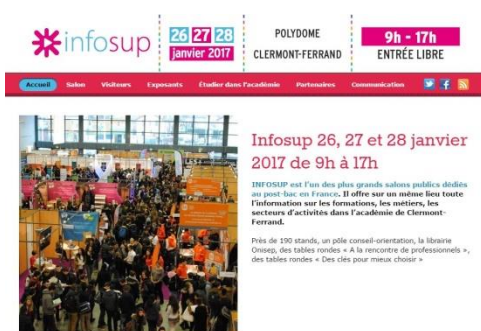 infosup
26 27 28
janvier 2017
POLYDOME
CLERMONT-FERRAND
9h - 17h
ENTRÉE LIBRE
Accueil Salon Visiteurs Exposants Étudier dans l'académie Partenaires Communication
Infosup 26, 27 et 28 janvier
2017 de 9h à 17h
INFOSUP est l'un des plus grands salons publics dédiés
au post-bac en France. Il offre sur un même lieu toute
l'information sur les formations, les métiers, les
secteurs d'activités dans l'académie de Clermont-
Ferrand.
Près de 190 stands, un pôle conseil-orientation, la librairie
Onisep, des tables rondes « A la rencontre de professionnels »,
des tables rondes « Des clés pour mieux choisir »